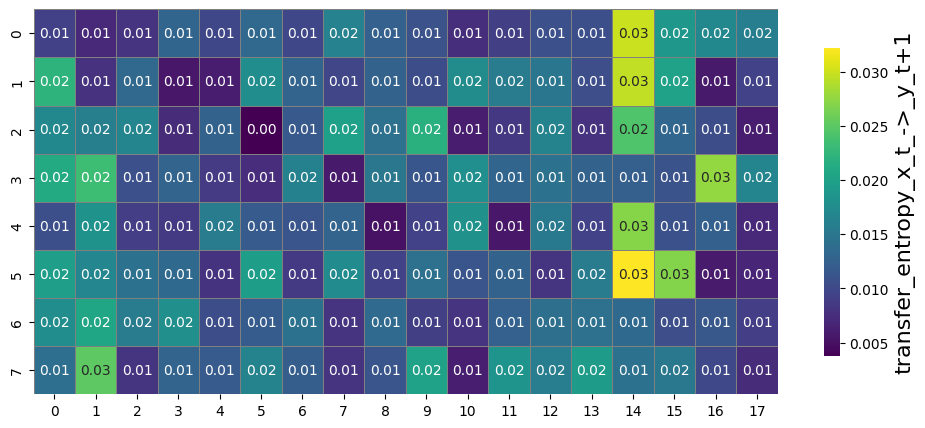 0 0.01 0.01 0.01 0.01 0.01 0.01 0.01 0.02 0.01 0.01 0.01 0.01 0.01 0.01 0.03 0.02 0.02 0.02
1 0.02 0.01 0.01 0.01 0.01 0.02 0.01 0.01 0.01 0.01 0.02 0.02 0.02 0.01 0.03 0.02 0.01 0.01
2 0.02 0.02 0.02 0.01 0.01 0.00 0.01 0.02 0.01 0.02 0.01 0.01 0.01 0.01 0.02 0.01 0.01 0.01
3 0.02 0.02 0.01 0.01 0.01 0.01 0.02 0.01 0.01 0.01 0.02 0.01 0.01 0.01 0.01 0.01 0.03 0.02
4 0.01 0.02 0.01 0.01 0.02 0.01 0.01 0.01 0.01 0.01 0.02 0.01 0.02 0.01 0.03 0.01 0.01 0.01
5 0.02 0.02 0.01 0.01 0.01 0.02 0.01 0.02 0.01 0.01 0.01 0.01 0.01 0.02 0.03 0.03 0.01 0.01
6 0.02 0.02 0.02 0.02 0.01 0.01 0.01 0.01 0.01 0.01 0.01 0.01 0.01 0.01 0.01 0.01 0.01 0.01
7 0.01 0.03 0.01 0.01 0.01 0.02 0.01 0.01 0.01 0.02 0.01 0.02 0.02 0.02 0.01 0.02 0.01 0.01
0 1 2 3 4 5 6 7 8 9 10 11 12 13 14 15 16 17
0.030
0.025
0.020
0.015
0.010
0.005
transfer_entropy_x_t_->_y_t+1